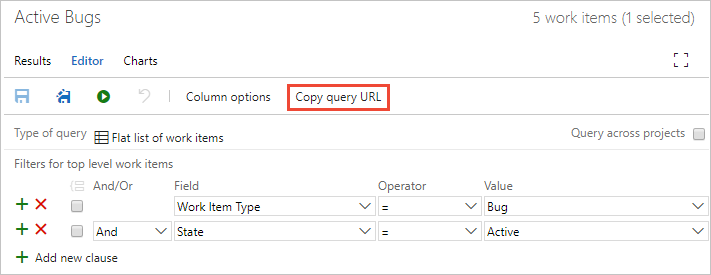 Active Bugs 5 work items (1 selected)
Results Editor Charts
Column options Copy query URL
Type of query Flat list of work items Query across projects
Filters for top level work items
And/Or Field Operator Value
Work Item Type = Bug
And State = Active
Add new clause